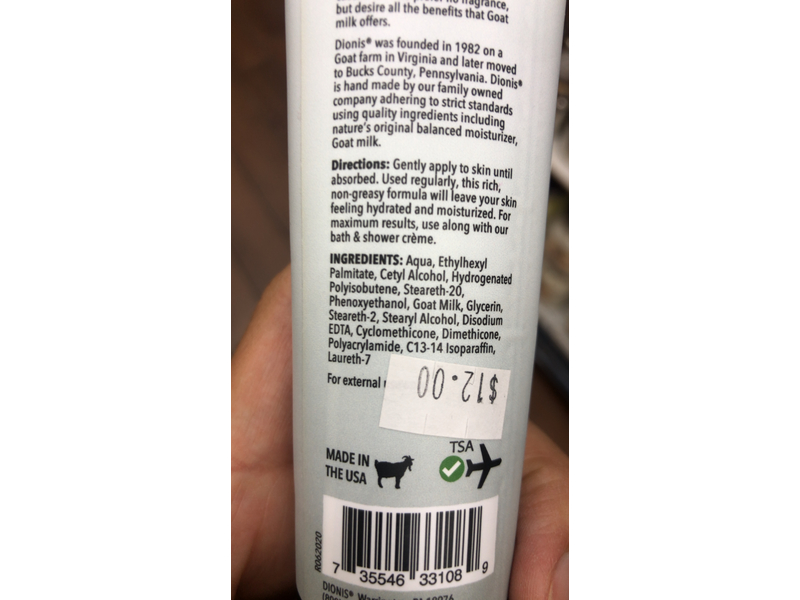 but desire all the benefits that Goat
milk offers.
Dionis® was founded in 1982 on a
Goat farm in Virginia and later moved
to Bucks County, Pennsylvania. Dionis®
is hand made by our family owned
company adhering to strict standards
using quality ingredients including
nature's original balanced moisturizer,
Goat milk.
Directions: Gently apply to skin until
absorbed. Used regularly, this rich,
non-greasy formula will leave your skin
feeling hydrated and moisturized. For
maximum results, use along with our
bath & shower crème.
INGREDIENTS: Aqua, Ethylhexyl
Palmitate, Cetyl Alcohol, Hydrogenated
Polyisobutene, Steareth-20,
Phenoxyethanol, Goat Milk, Glycerin,
Steareth-2, Stearyl Alcohol, Disodium
EDTA, Cyclomethicone, Dimethicone,
Polyacrylamide, C13-14 Isoparaffin,
Laureth-7
For external
$12.00
MADE IN
THE USA
TSA
R062020
7 35546 33108 9
DIONIS®